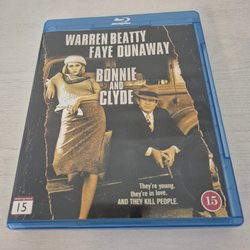 WARREN BEATTY
FAYE DUNAWAY
BONNIE
AND
CLYDE
They're young,
they're in love,
AND THEY KILL PEOPLE.
15
15